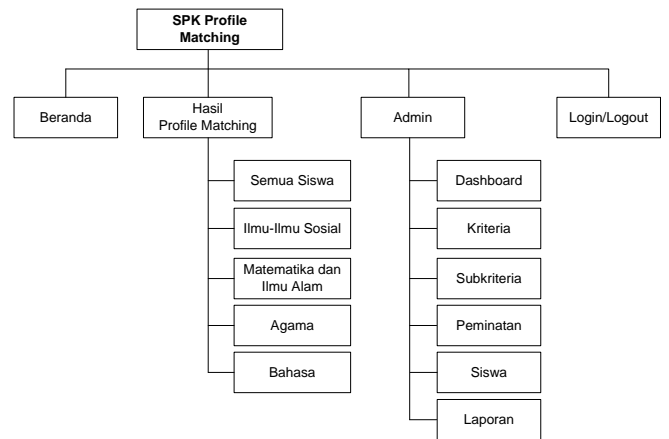 SPK Profile
Matching
Beranda
Hasil
Profile Matching
Admin
Login/Logout
Semua Siswa
Ilmu-Ilmu Sosial
Matematika dan
Ilmu Alam
Agama
Bahasa
Dashboard
Kriteria
Subkriteria
Peminatan
Siswa
Laporan